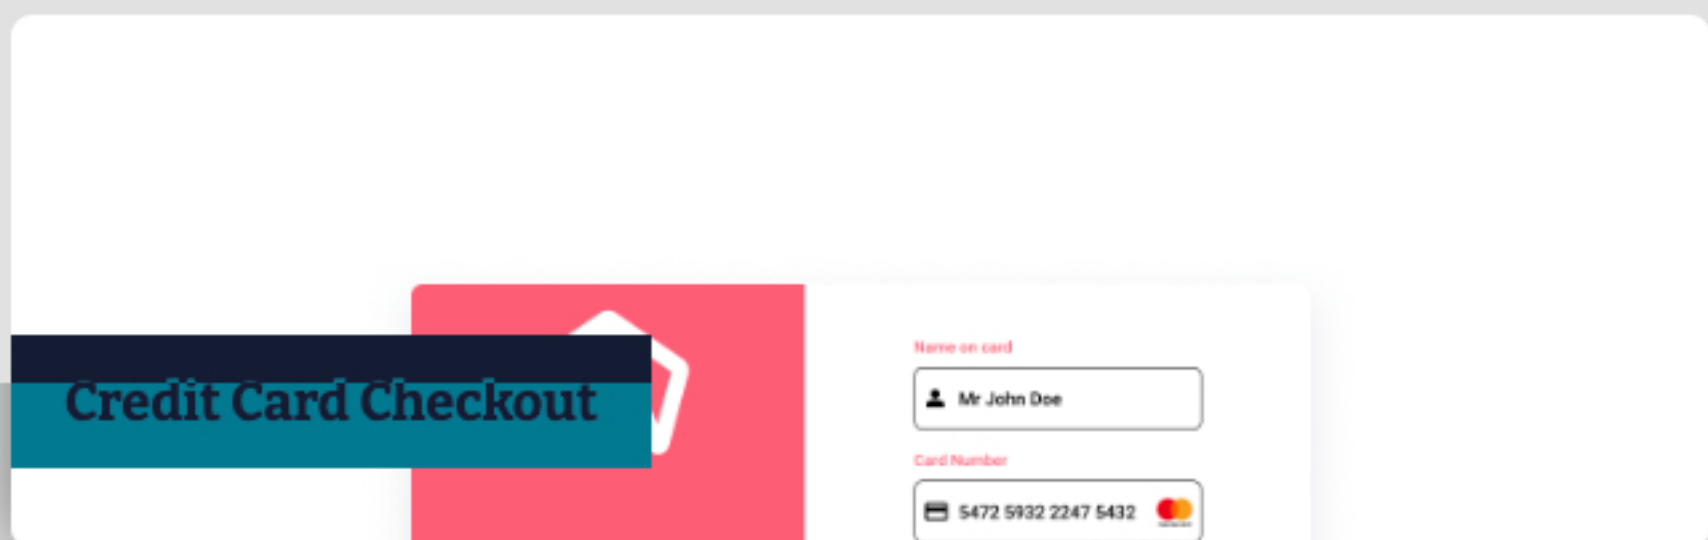 Name on card
Mr John Doe
Credit Card Checkout
Card Number
5472 5932 2247 5432